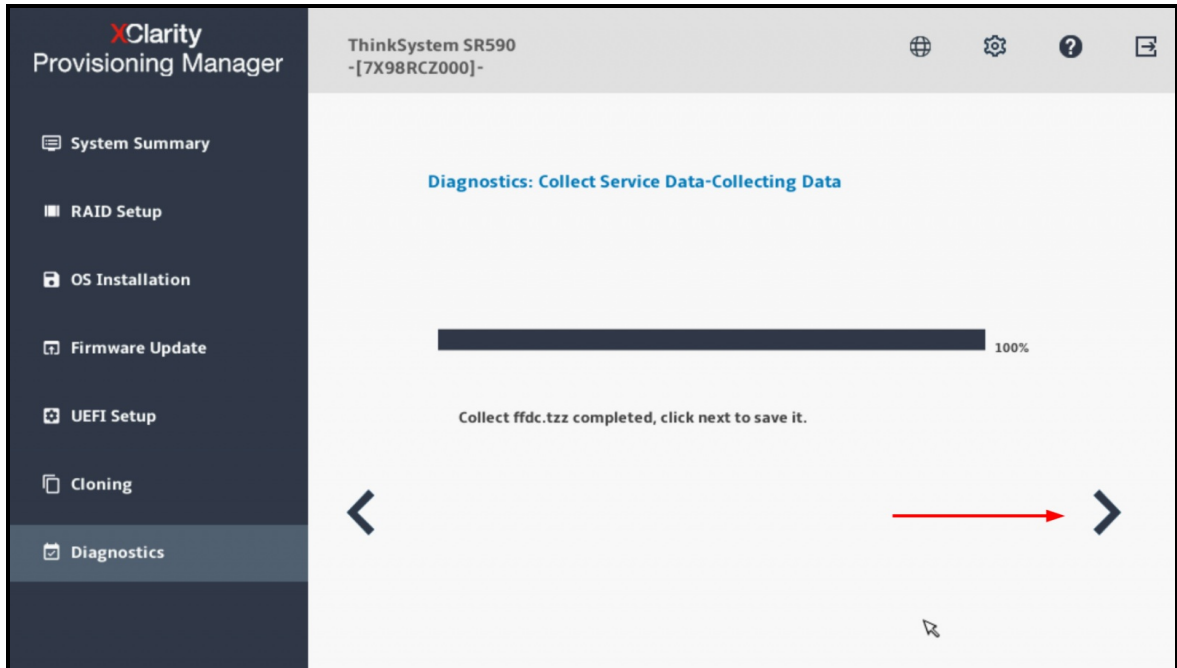 XClarity
Provisioning Manager
ThinkSystem SR590
-[7X98RCZ000]-
System Summary
RAID Setup
OS Installation
Firmware Update
UEFI Setup
Cloning
Diagnostics
Diagnostics: Collect Service Data-Collecting Data
100%
Collect ffdc.tzz completed, click next to save it.